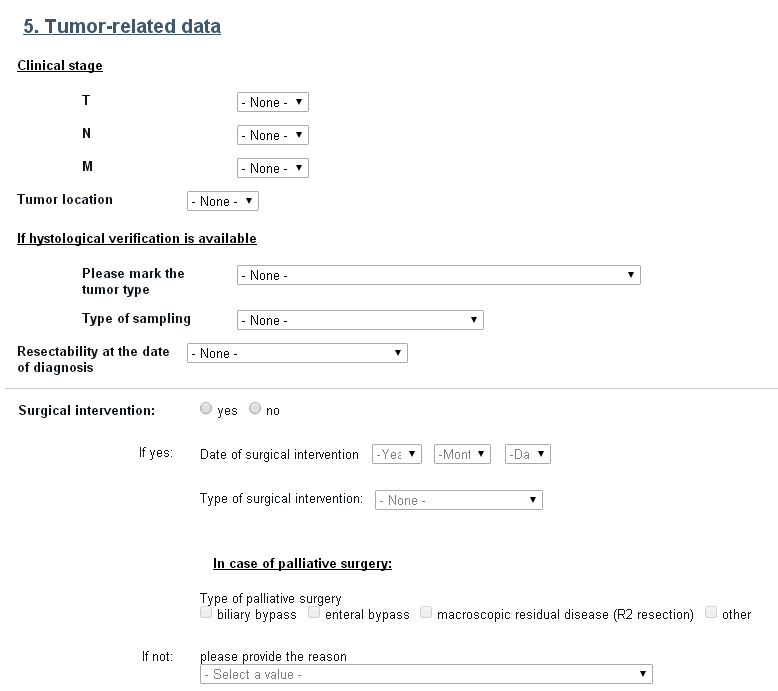 5. Tumor-related data
Clinical stage
T - None -
N - None -
M - None -
Tumor location - None -
If hystological verification is available
Please mark the - None -
tumor type
Type of sampling - None -
Resectability at the date - None -
of diagnosis
Surgical intervention: yes no
If yes: Date of surgical intervention -Yea -Mont -Da
Type of surgical intervention: - None -
In case of palliative surgery:
Type of palliative surgery
biliary bypass enteral bypass macroscopic residual disease (R2 resection) other
If not: please provide the reason
- Select a value -